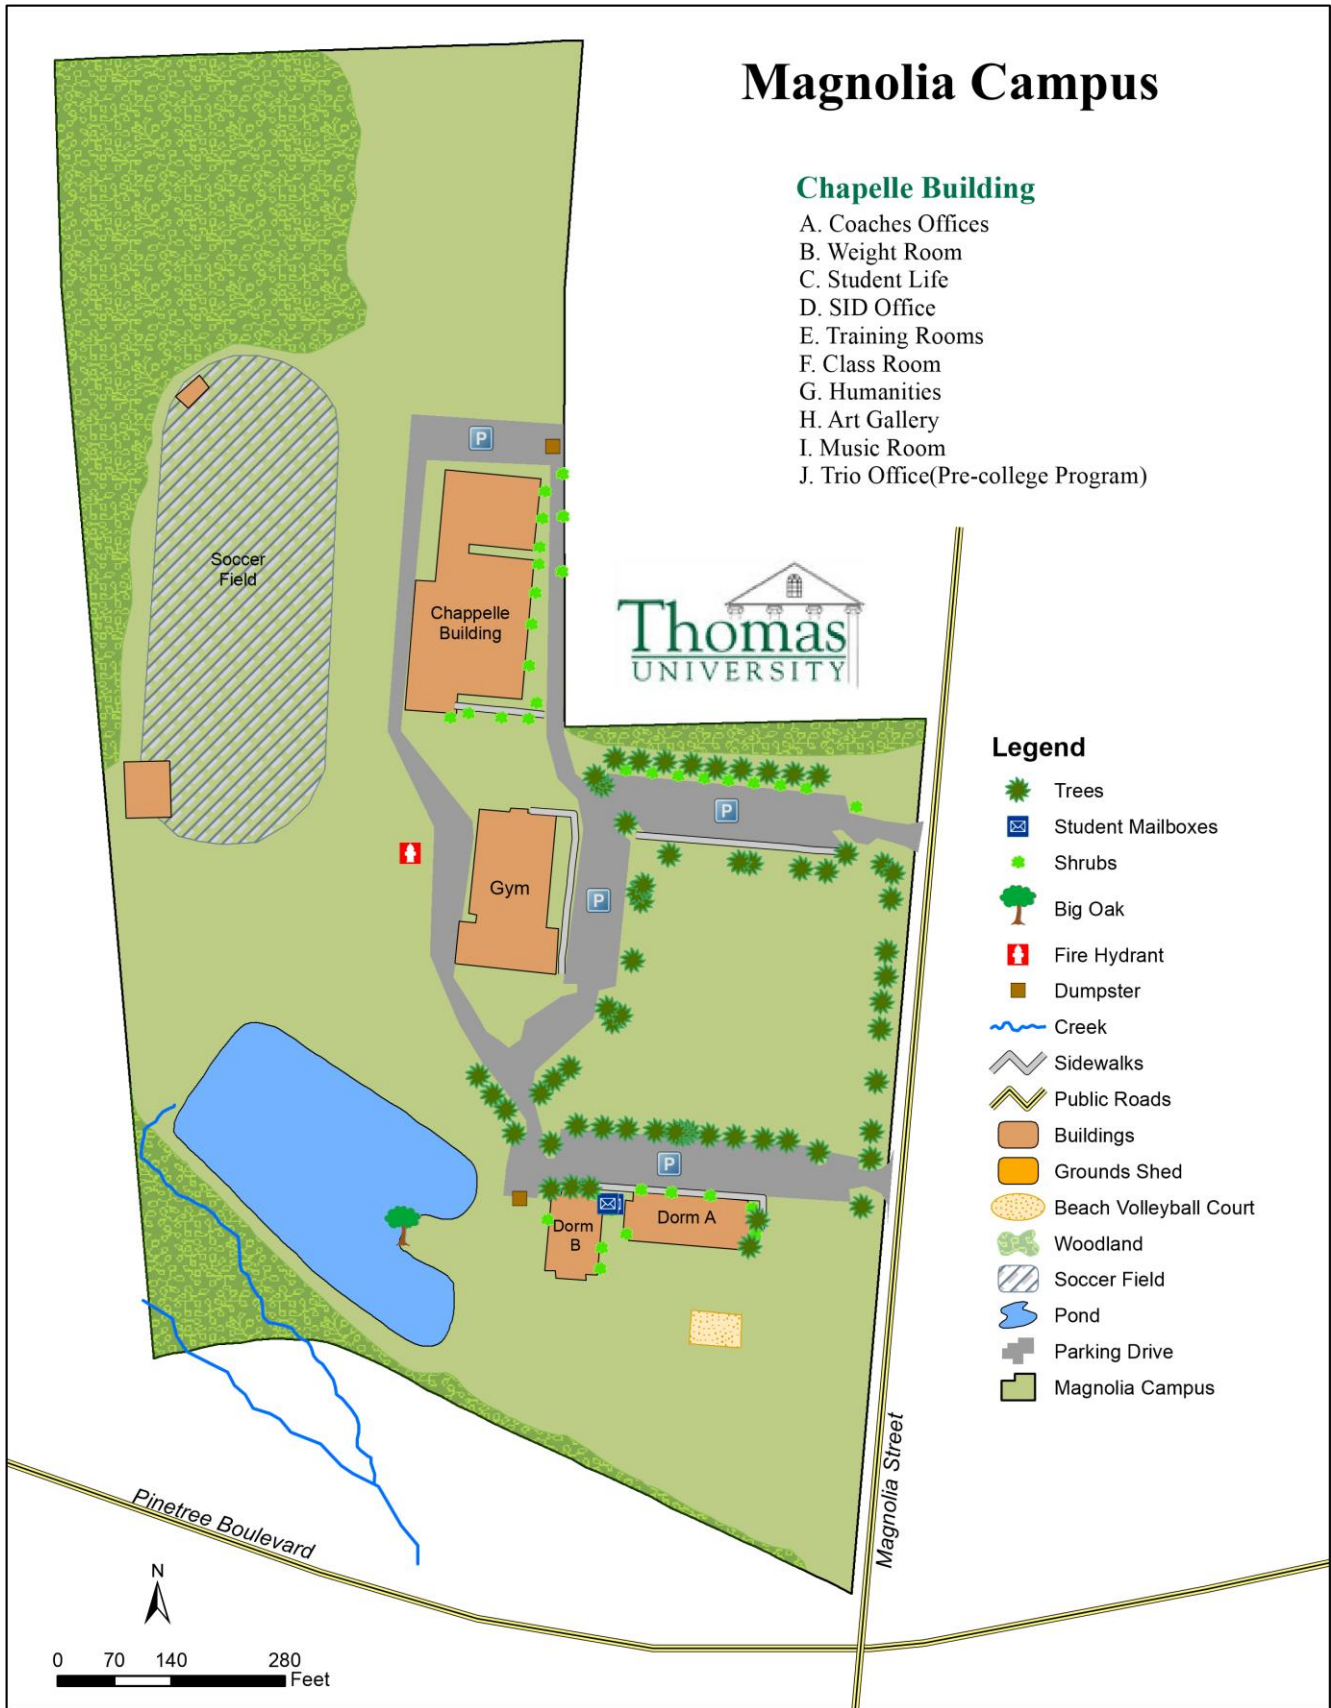 Magnolia Campus
Chapelle Building
A. Coaches Offices
B. Weight Room
C. Student Life
D. SID Office
E. Training Rooms
F. Class Room
G. Humanities
H. Art Gallery
I. Music Room
J. Trio Office(Pre-college Program)
P
Soccer
Field
Chappelle
Building
Thomas
UNIVERSITY
Legend
Trees
Student Mailboxes
Shrubs
Big Oak
Fire Hydrant
Dumpster
Creek
Sidewalks
Public Roads
Buildings
Grounds Shed
Beach Volleyball Court
Woodland
Soccer Field
Pond
Parking Drive
Magnolia Campus
P
Gym
P
P
Dorm A
Dorm
B
Magnolia Street
Pinetree Boulevard
N
0 70 140 280
Feet